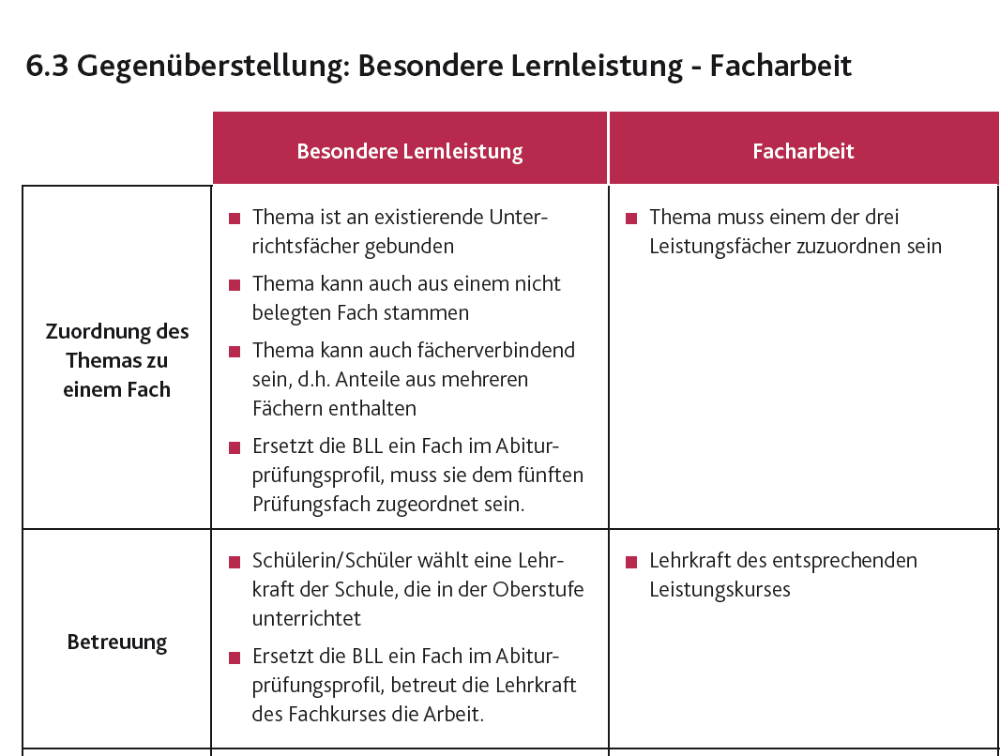 6.3 Gegenüberstellung: Besondere Lernleistung - Facharbeit
Besondere Lernleistung
Facharbeit
Zuordnung des
Themas zu
einem Fach
Thema ist an existierende Unter-
richtsfächer gebunden
Thema kann auch aus einem nicht
belegten Fach stammen
Thema kann auch fächerverbindend
sein, d.h. Anteile aus mehreren
Fächern enthalten
Ersetzt die BLL ein Fach im Abitur-
prüfungsprofil, muss sie dem fünften
Prüfungsfach zugeordnet sein.
Thema muss einem der drei
Leistungsfächer zuzuordnen sein
Betreuung
Schülerin/Schüler wählt eine Lehr-
kraft der Schule, die in der Oberstufe
unterrichtet
Ersetzt die BLL ein Fach im Abitur-
prüfungsprofil, betreut die Lehrkraft
des Fachkurses die Arbeit.
Lehrkraft des entsprechenden
Leistungskurses